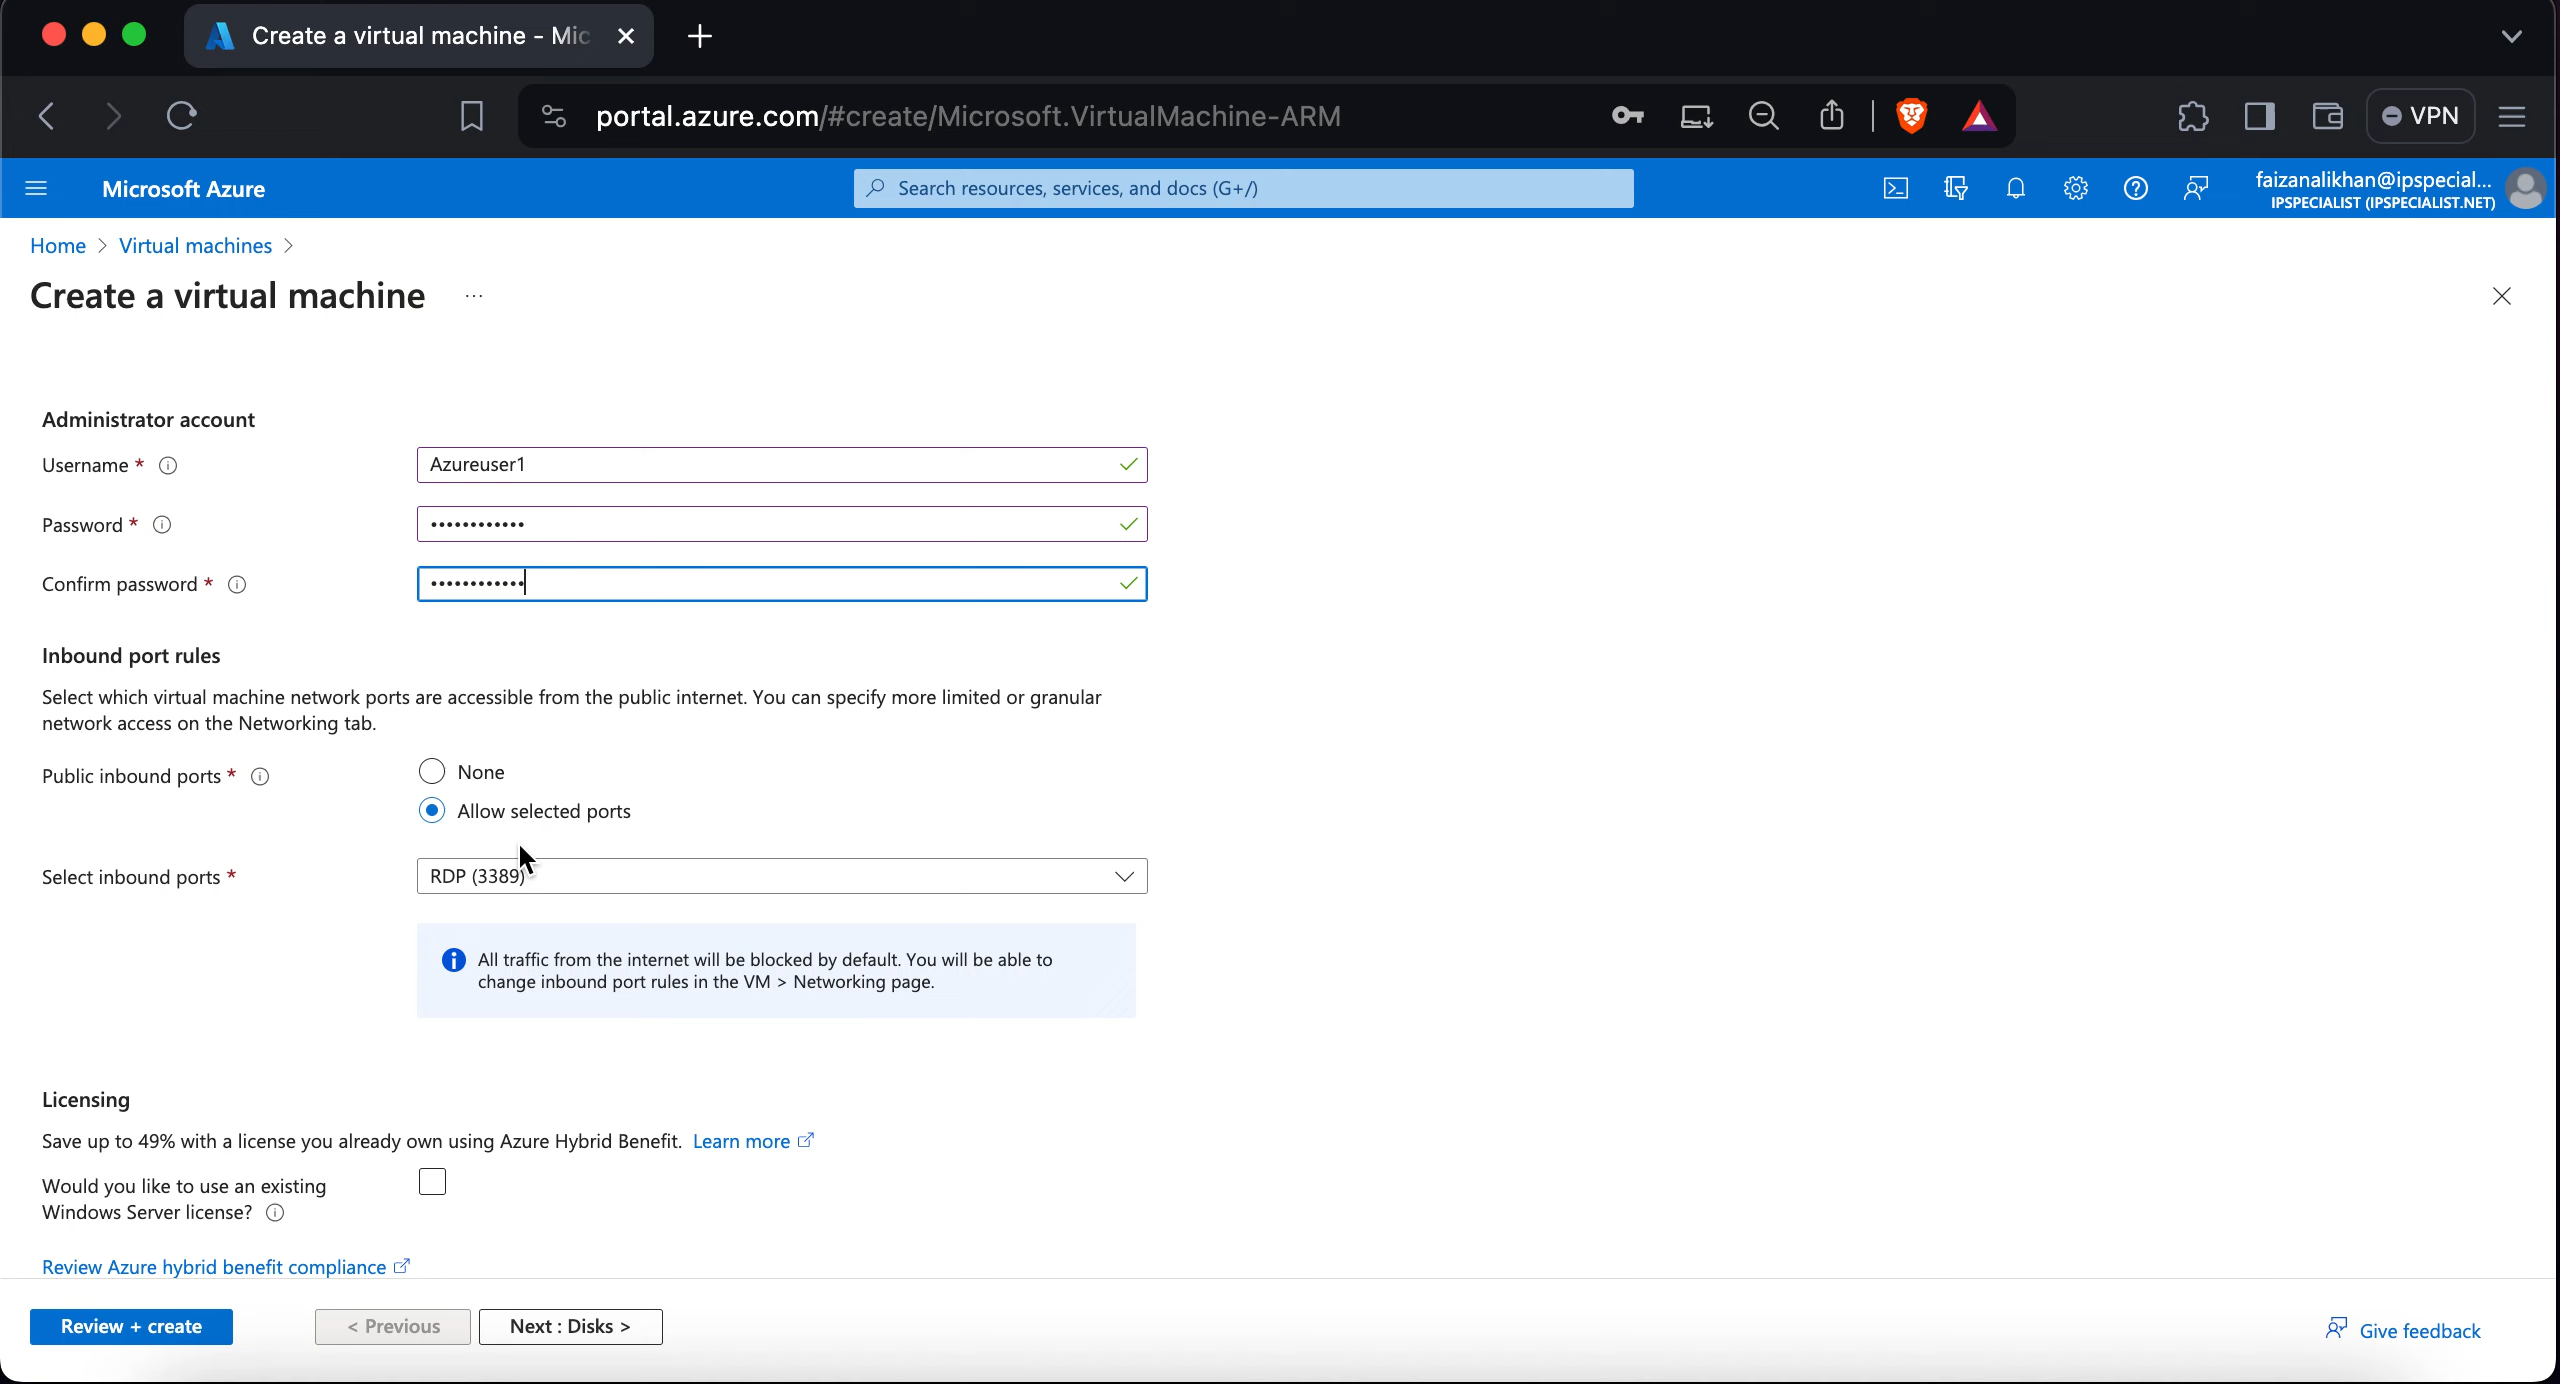 Create a virtual machine - Mic
portal.azure.com/#create/Microsoft.VirtualMachine-ARM
VPN
Microsoft Azure
Search resources, services, and docs (G+/)
faizanalikhan@ipspecial...
IPSPECIALIST (IPSPECIALIST.NET)
Home > Virtual machines >
Create a virtual machine ...
Administrator account
Username *
Azureuser1
Password *
••••••••••••
Confirm password *
••••••••••••
Inbound port rules
Select which virtual machine network ports are accessible from the public internet. You can specify more limited or granular
network access on the Networking tab.
Public inbound ports *
None
Allow selected ports
Select inbound ports *
RDP (3389)
All traffic from the internet will be blocked by default. You will be able to
change inbound port rules in the VM > Networking page.
Licensing
Save up to 49% with a license you already own using Azure Hybrid Benefit. Learn more
Would you like to use an existing
Windows Server license?
Review Azure hybrid benefit compliance
Review + create
< Previous
Next : Disks >
Give feedback